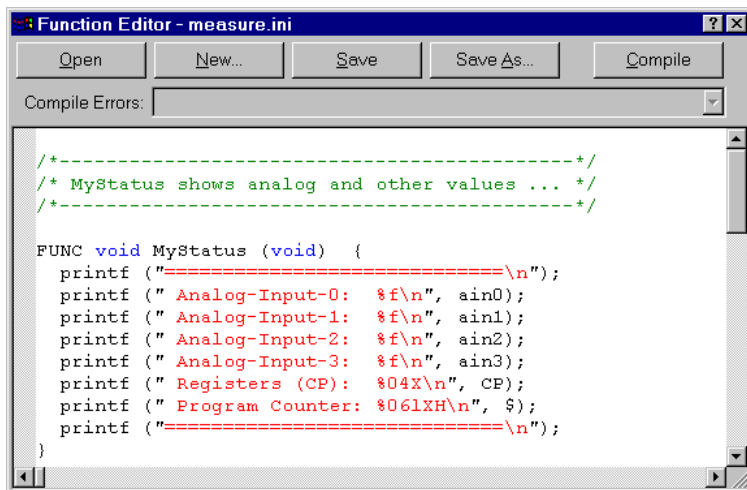 Function Editor - measure.ini
Open New... Save Save As... Compile
Compile Errors:
/*--------------------------------------------*/
/* MyStatus shows analog and other values ... */
/*--------------------------------------------*/
FUNC void MyStatus (void)  {
  printf ("=============================\n");
  printf (" Analog-Input-0:  %f\n", ain0);
  printf (" Analog-Input-1:  %f\n", ain1);
  printf (" Analog-Input-2:  %f\n", ain2);
  printf (" Analog-Input-3:  %f\n", ain3);
  printf (" Registers (CP):  %04X\n", CP);
  printf (" Program Counter: %06lXH\n", $);
  printf ("=============================\n");
}